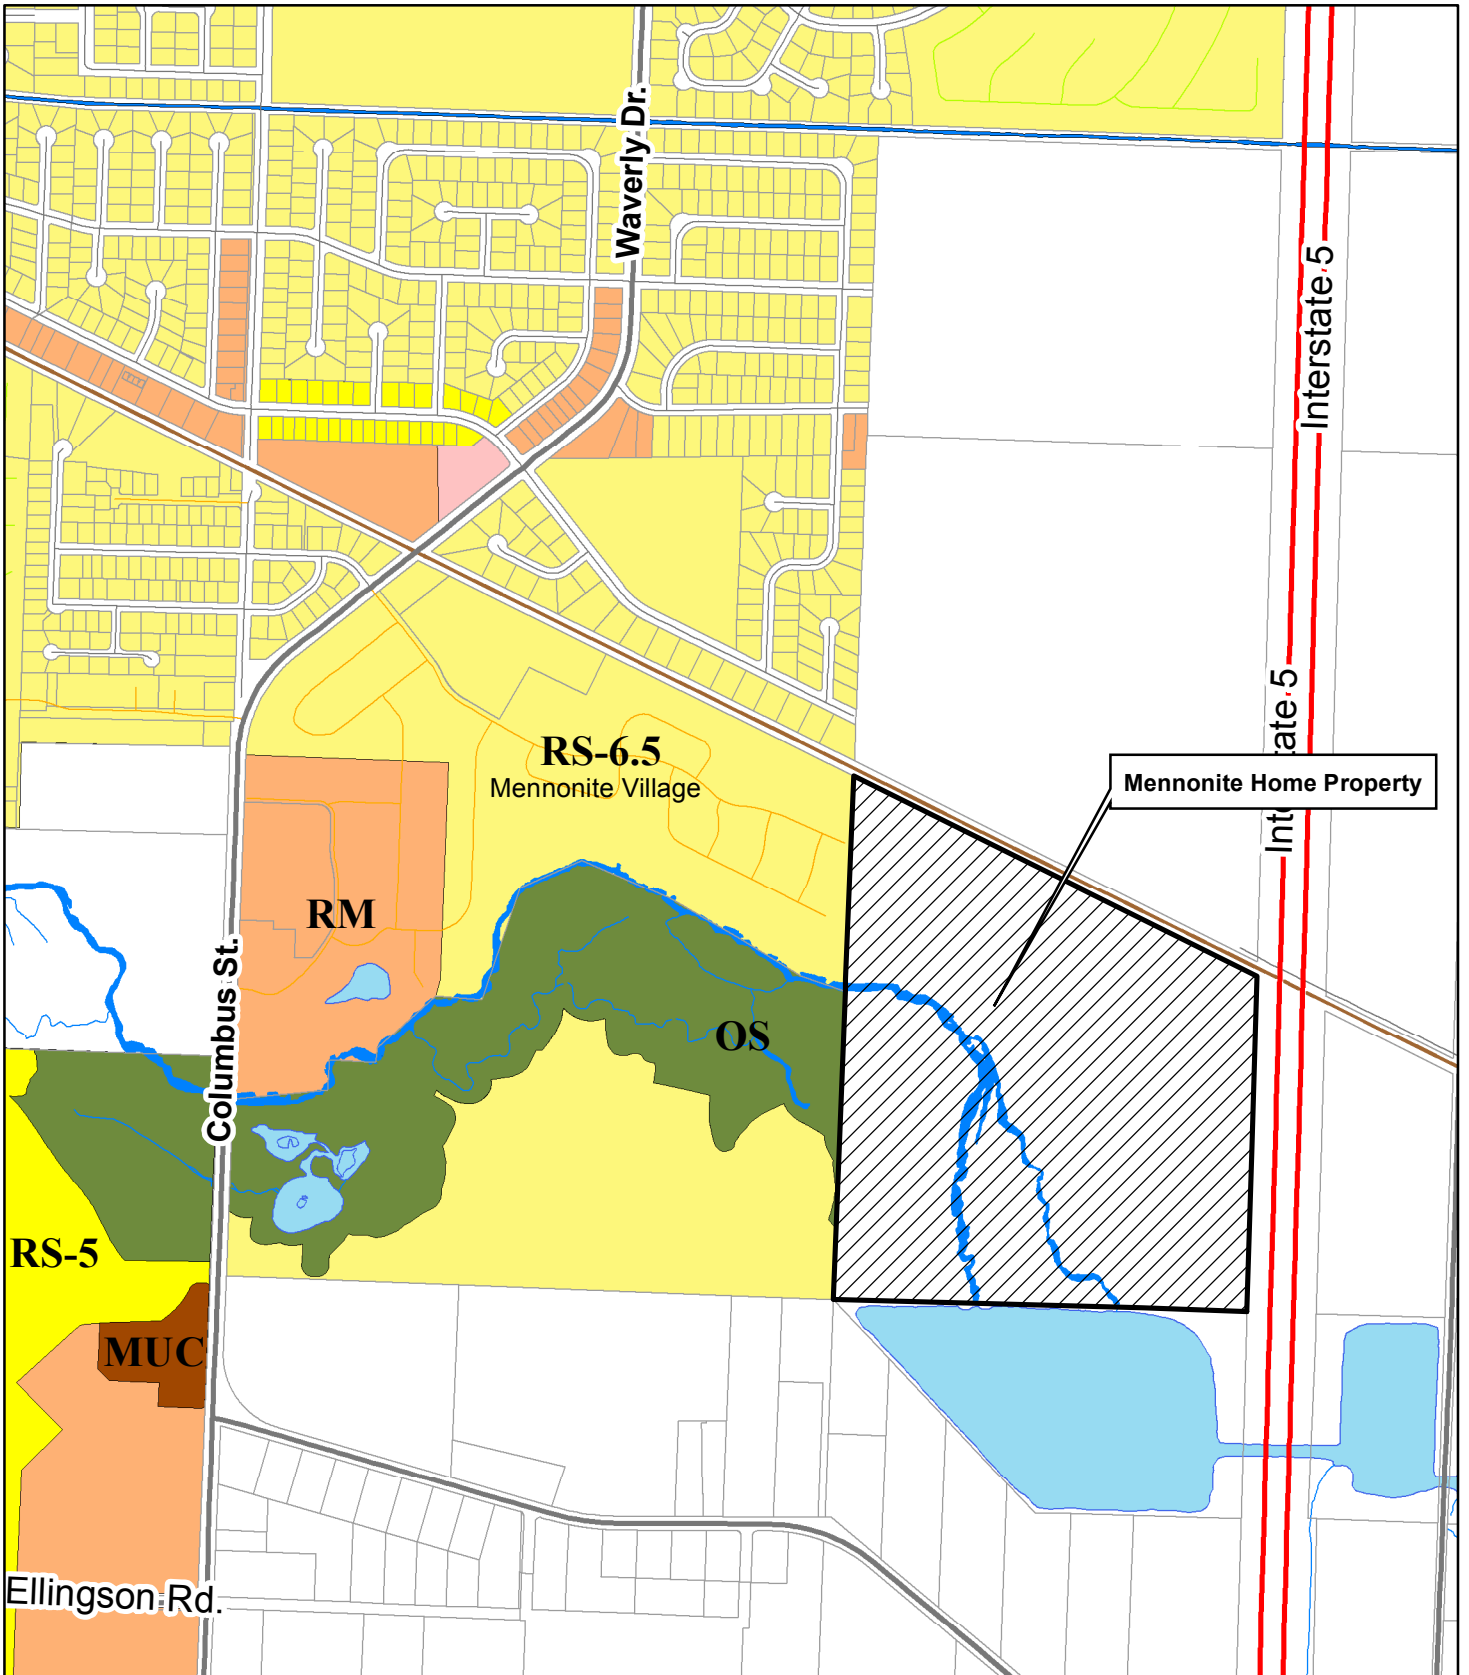 Waverly Dr.
Interstate 5
Interstate 5
RS-6.5
Mennonite Village
Mennonite Home Property
RM
Columbus St.
OS
RS-5
MUC
Ellingson Rd.